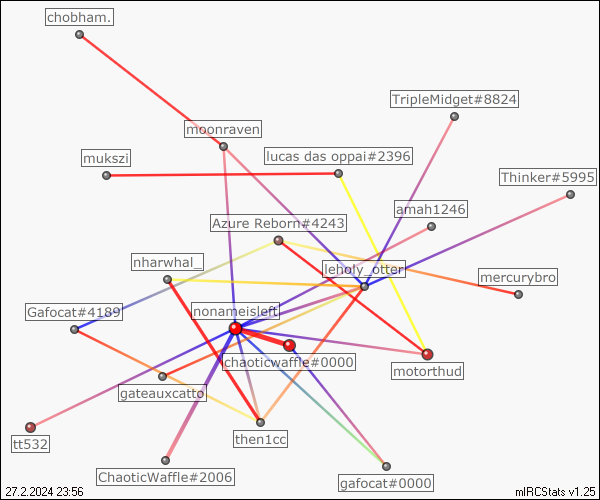 chobham.
TripleMidget#8824
moonraven
mukszi
lucas das oppai#2396
Thinker#5995
amah1246
Azure Reborn#4243
nharwhal_
leholy_otter
mercurybro
Gafocat#4189
nonameisleft
chaoticwaffle#0000
motorthud
gateauxcatto
tt532
then1cc
ChaoticWaffle#2006
gafocat#0000
27.2.2024 23:56
mIRCStats v1.25